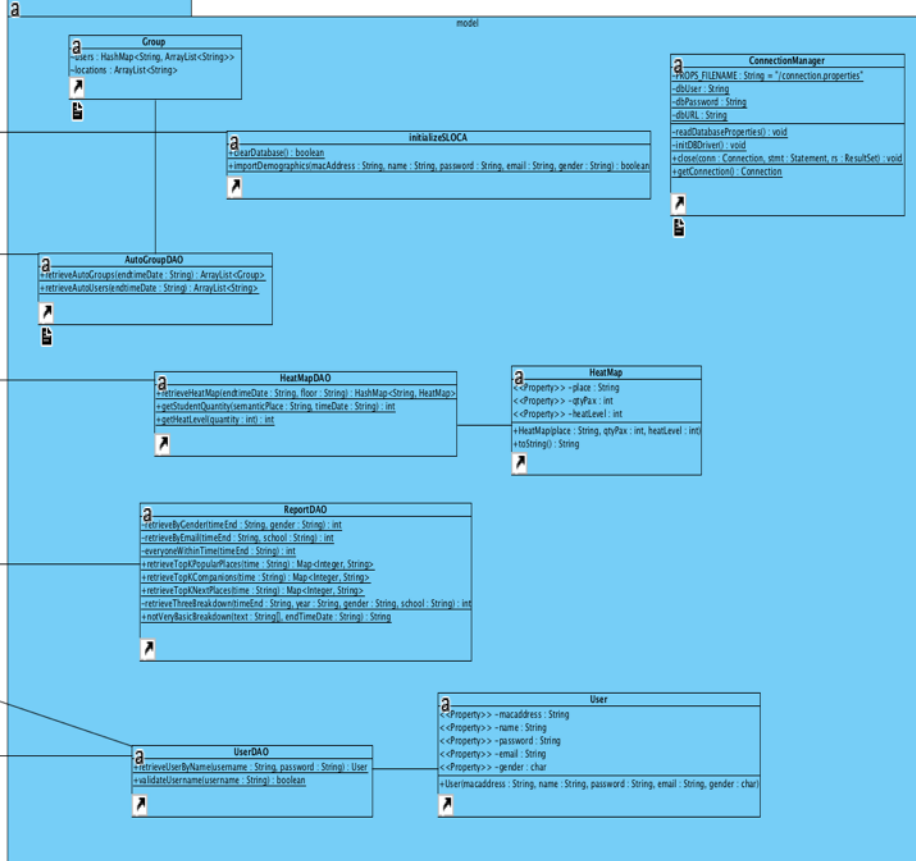 a
model
a
Group
-users : HashMap<String, ArrayList<String>>
-locations : ArrayList<String>
a
ConnectionManager
-PROPS_FILENAME : String = "/connection.properties"
-dbUser : String
-dbPassword : String
-dbURL : String
-readDatabaseProperties() : void
-initDBDriver() : void
+close(conn : Connection, stmt : Statement, rs : ResultSet) : void
+getConnection() : Connection
a
initializeSLOCA
+clearDatabase() : boolean
+importDemographics(macAddress : String, name : String, password : String, email : String, gender : String) : boolean
a
AutoGroupDAO
+retrieveAutoGroups(endtimeDate : String) : ArrayList<Group>
+retrieveAutoUsers(endtimeDate : String) : ArrayList<String>
a
HeatMapDAO
+retrieveHeatMap(endtimeDate : String, floor : String) : HashMap<String, HeatMap>
+getStudentQuantity(semanticPlace : String, timeDate : String) : int
+getHeatLevel(quantity : int) : int
a
HeatMap
<<Property>> -place : String
<<Property>> -qtyPax : int
<<Property>> -heatLevel : int
+HeatMap(place : String, qtyPax : int, heatLevel : int)
+toString() : String
a
ReportDAO
-retrieveByGender(timeEnd : String, gender : String) : int
-retrieveByEmail(timeEnd : String, school : String) : int
-everyoneWithinTime(timeEnd : String) : int
+retrieveTopKPopularPlaces(time : String) : Map<Integer, String>
+retrieveTopKCompanions(time : String) : Map<Integer, String>
+retrieveTopKNextPlaces(time : String) : Map<Integer, String>
-retrieveThreeBreakdown(timeEnd : String, year : String, gender : String, school : String) : int
+notVeryBasicBreakdown(text : String[], endTimeDate : String) : String
a
User
<<Property>> -macaddress : String
<<Property>> -name : String
<<Property>> -password : String
<<Property>> -email : String
<<Property>> -gender : char
+User(macaddress : String, name : String, password : String, email : String, gender : char)
a
UserDAO
+retrieveUserByName(username : String, password : String) : User
+validateUsername(username : String) : boolean